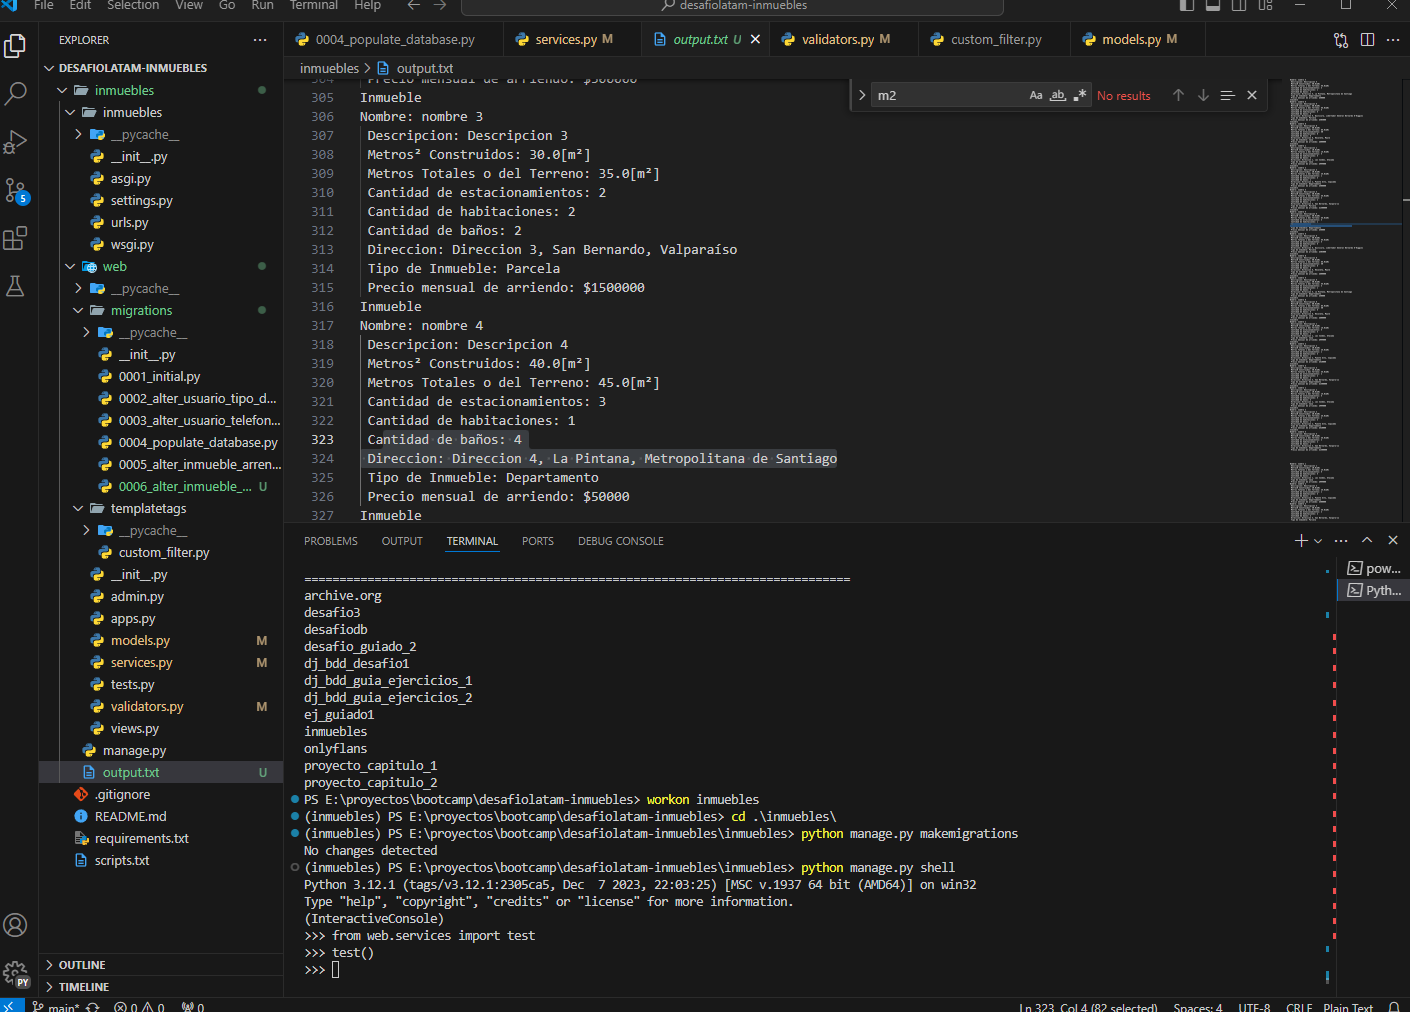 File Edit Selection View Go Run Terminal Help
desafiolatam-inmuebles
EXPLORER
0004_populate_database.py
services.py M
output.txt U
validators.py M
custom_filter.py
models.py M
inmuebles > output.txt
m2
Aa ab .*
No results
DESAFIOLATAM-INMUEBLES
inmuebles
inmuebles
__pycache__
__init__.py
asgi.py
settings.py
urls.py
wsgi.py
web
__pycache__
migrations
__pycache__
__init__.py
0001_initial.py
0002_alter_usuario_tipo_d...
0003_alter_usuario_telefon...
0004_populate_database.py
0005_alter_inmueble_arren...
0006_alter_inmueble_... U
templatetags
__pycache__
custom_filter.py
__init__.py
admin.py
apps.py
models.py M
services.py M
tests.py
validators.py M
views.py
manage.py
output.txt U
.gitignore
README.md
requirements.txt
scripts.txt
OUTLINE
TIMELINE
5
PY
304 Precio mensual de arriendo: $500000
305 Inmueble
306 Nombre: nombre 3
307 Descripcion: Descripcion 3
308 Metros² Construidos: 30.0[m²]
309 Metros Totales o del Terreno: 35.0[m²]
310 Cantidad de estacionamientos: 2
311 Cantidad de habitaciones: 2
312 Cantidad de baños: 2
313 Direccion: Direccion 3, San Bernardo, Valparaíso
314 Tipo de Inmueble: Parcela
315 Precio mensual de arriendo: $1500000
316 Inmueble
317 Nombre: nombre 4
318 Descripcion: Descripcion 4
319 Metros² Construidos: 40.0[m²]
320 Metros Totales o del Terreno: 45.0[m²]
321 Cantidad de estacionamientos: 3
322 Cantidad de habitaciones: 1
323 Cantidad de baños: 4
324 Direccion: Direccion 4, La Pintana, Metropolitana de Santiago
325 Tipo de Inmueble: Departamento
326 Precio mensual de arriendo: $50000
327 Inmueble
PROBLEMS OUTPUT TERMINAL PORTS DEBUG CONSOLE
pow...
Pyth...
==============================================================================
archive.org
desafio3
desafiodb
desafio_guiado_2
dj_bdd_desafio1
dj_bdd_guia_ejercicios_1
dj_bdd_guia_ejercicios_2
ej_guiado1
inmuebles
onlyflans
proyecto_capitulo_1
proyecto_capitulo_2
PS E:\proyectos\bootcamp\desafiolatam-inmuebles> workon inmuebles
(inmuebles) PS E:\proyectos\bootcamp\desafiolatam-inmuebles> cd .\inmuebles\
(inmuebles) PS E:\proyectos\bootcamp\desafiolatam-inmuebles\inmuebles> python manage.py makemigrations
No changes detected
(inmuebles) PS E:\proyectos\bootcamp\desafiolatam-inmuebles\inmuebles> python manage.py shell
Python 3.12.1 (tags/v3.12.1:2305ca5, Dec  7 2023, 22:03:25) [MSC v.1937 64 bit (AMD64)] on win32
Type "help", "copyright", "credits" or "license" for more information.
(InteractiveConsole)
>>> from web.services import test
>>> test()
>>>
main* 0 0 0 Ln 323, Col 4 (82 selected) Spaces: 4 UTF-8 CRLF Plain Text